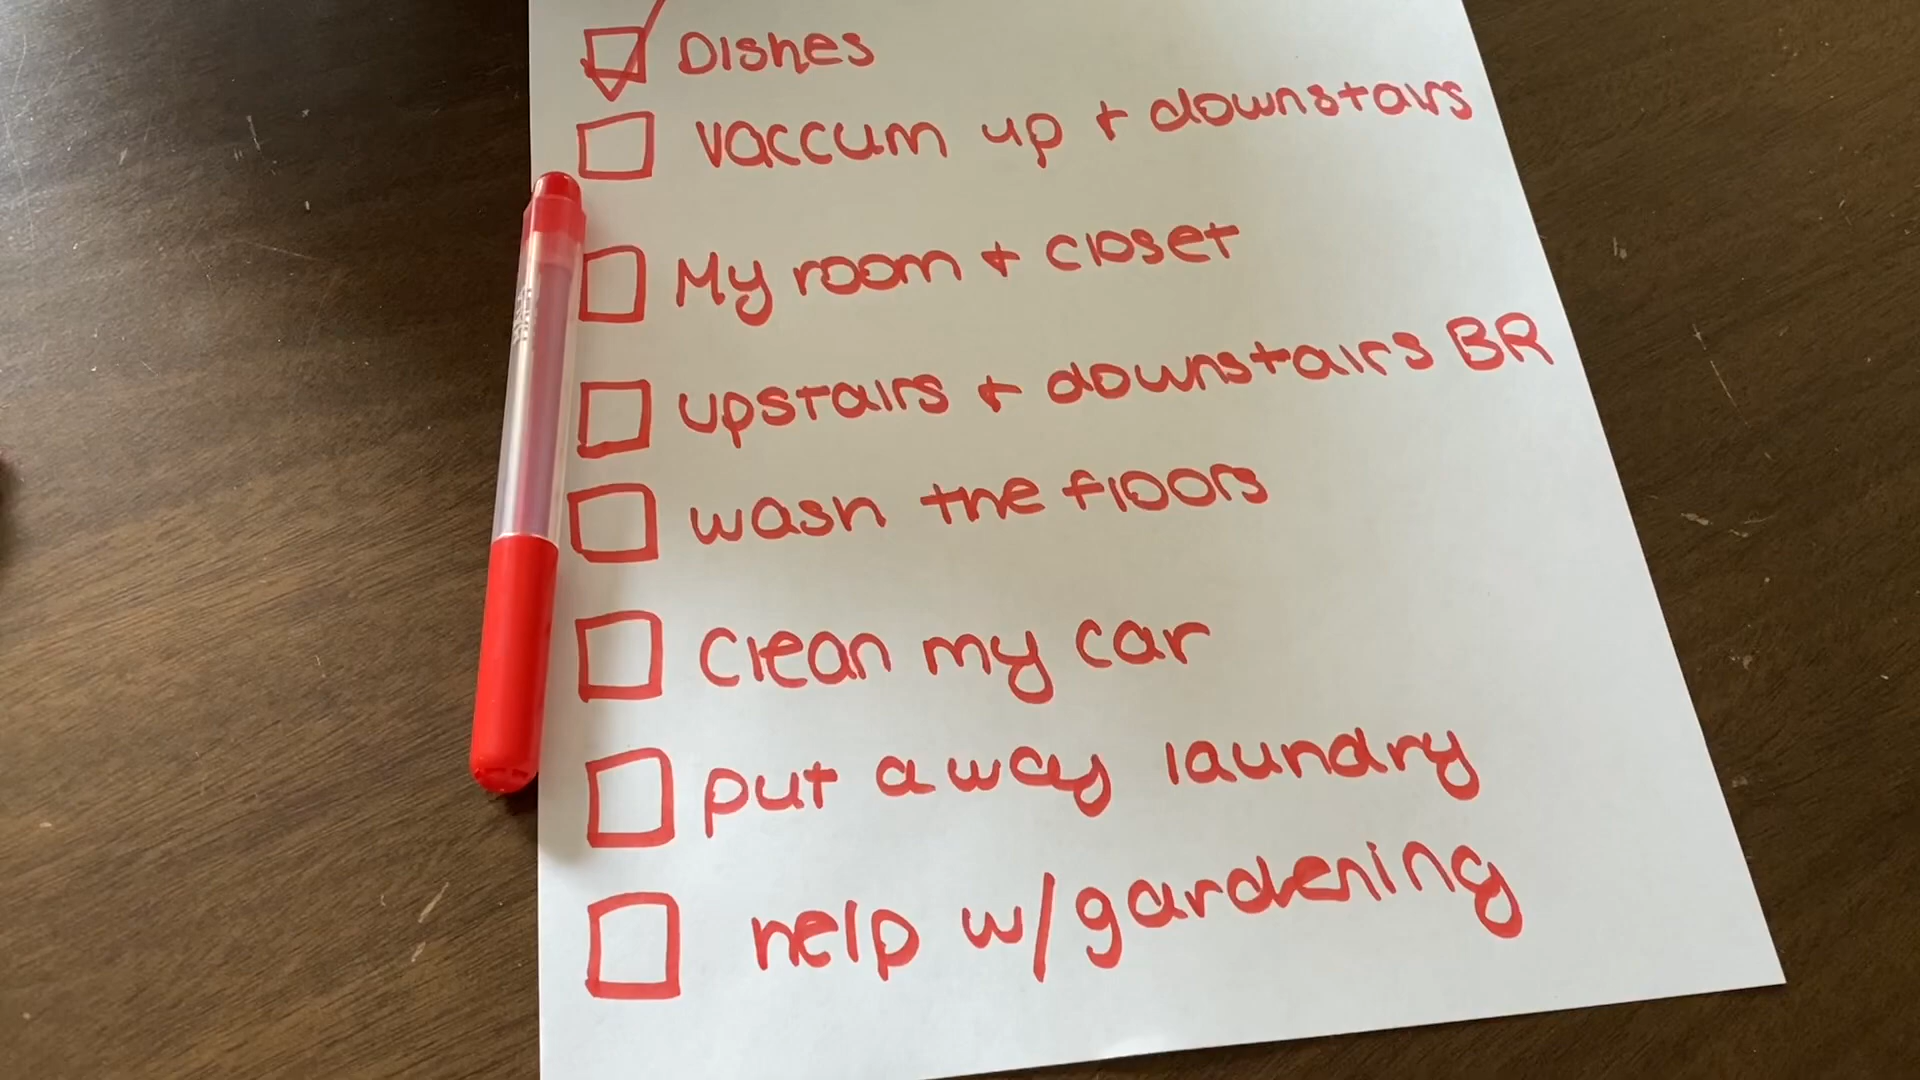 Dishes
vaccum up + downstairs
My room + closet
upstairs + downstairs BR
wash the floors
clean my car
put away laundry
help w/gardening